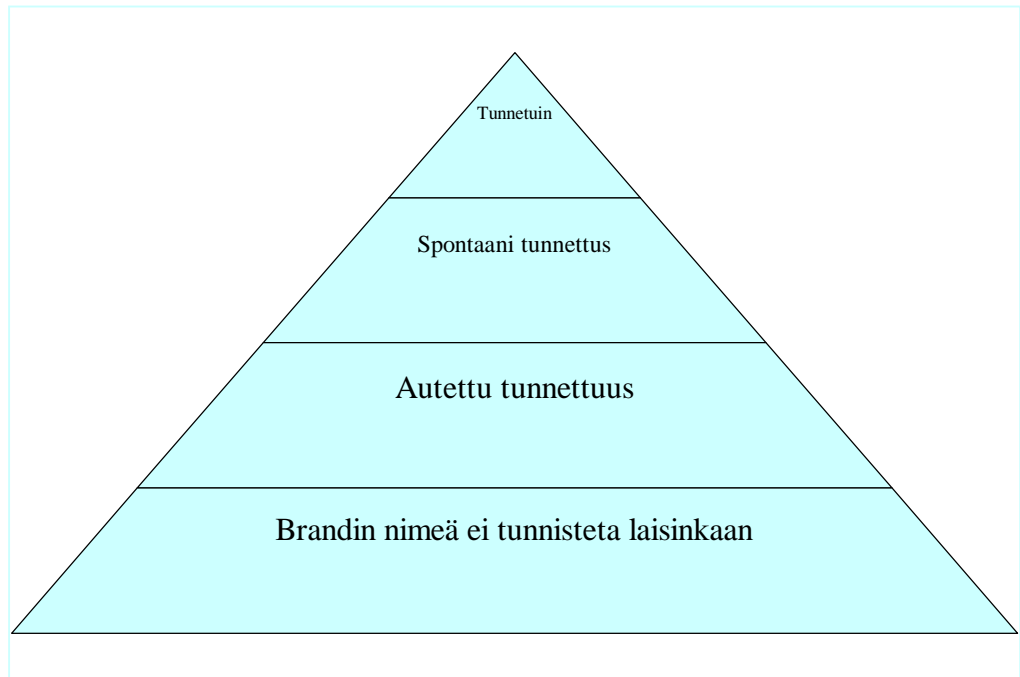 Tunnetuin
Spontaani tunnettus
Autettu tunnettuus
Brandin nimeä ei tunnisteta laisinkaan